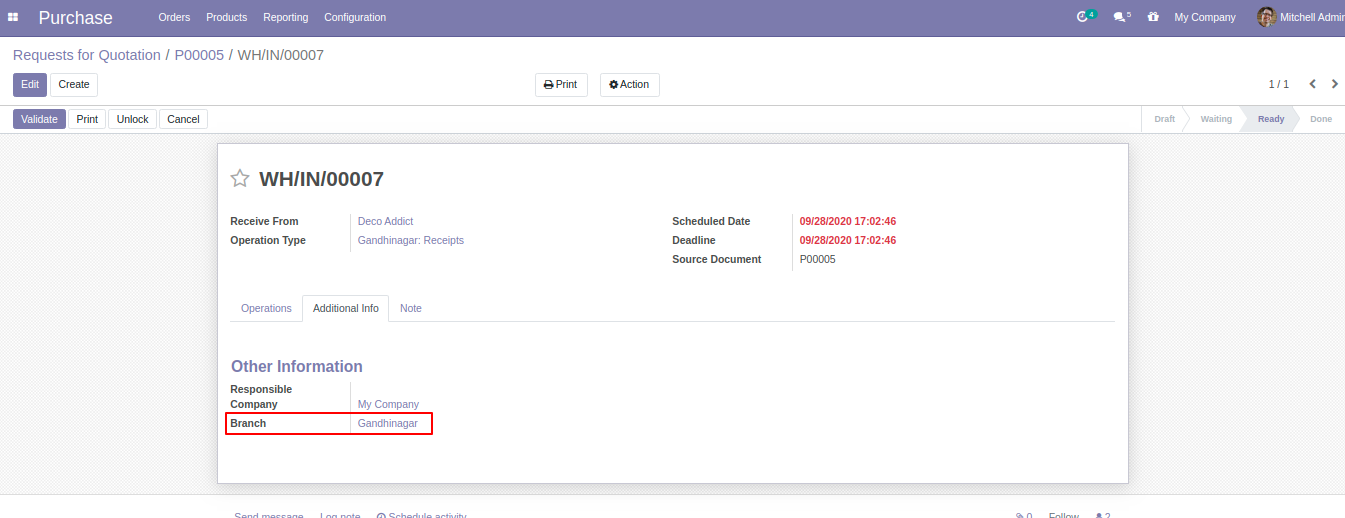 Purchase Orders Products Reporting Configuration 4 5 My Company Mitchell Admin
Requests for Quotation / P00005 / WH/IN/00007
Edit Create Print Action 1 / 1
Validate Print Unlock Cancel Draft Waiting Ready Done
WH/IN/00007
Receive From Deco Addict Scheduled Date 09/28/2020 17:02:46
Operation Type Gandhinagar: Receipts Deadline 09/28/2020 17:02:46
Source Document P00005
Operations Additional Info Note
Other Information
Responsible
Company My Company
Branch Gandhinagar
Send message Log note Schedule activity 0 Follow 2